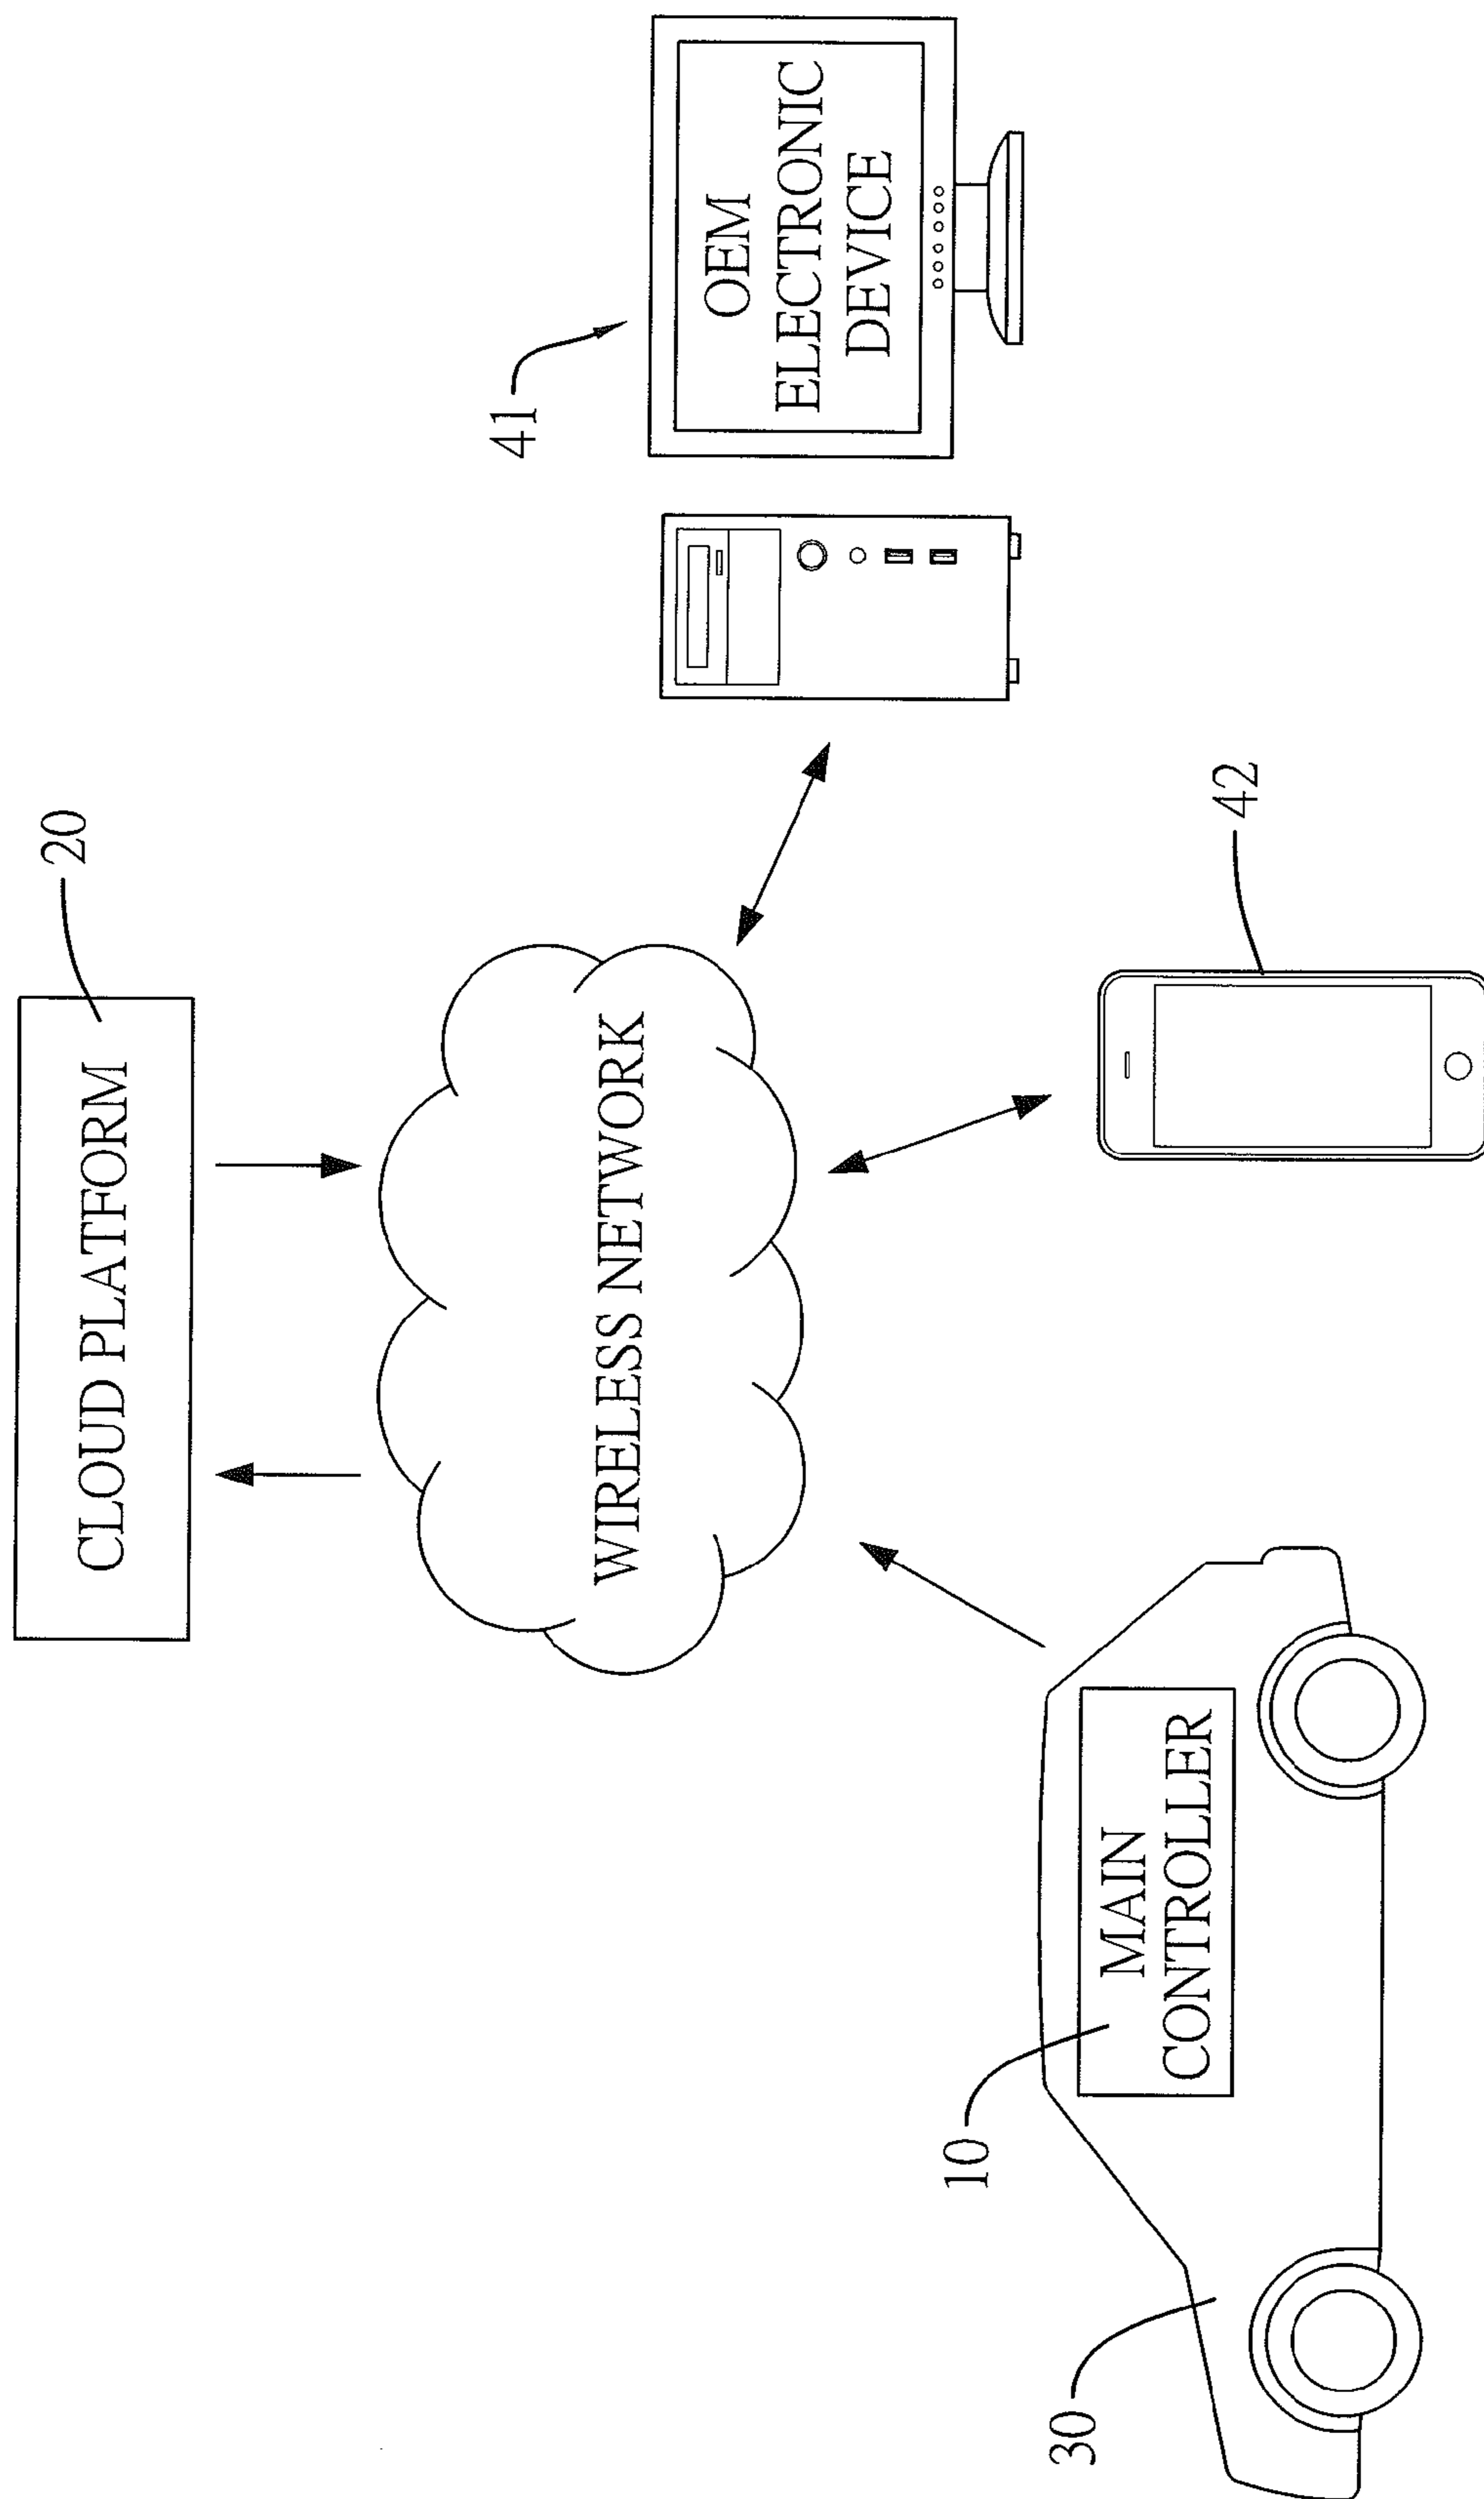 20
CLOUD PLATFORM
WIRELESS NETWORK
41
OEM
ELECTRONIC
DEVICE
42
10
MAIN
CONTROLLER
30